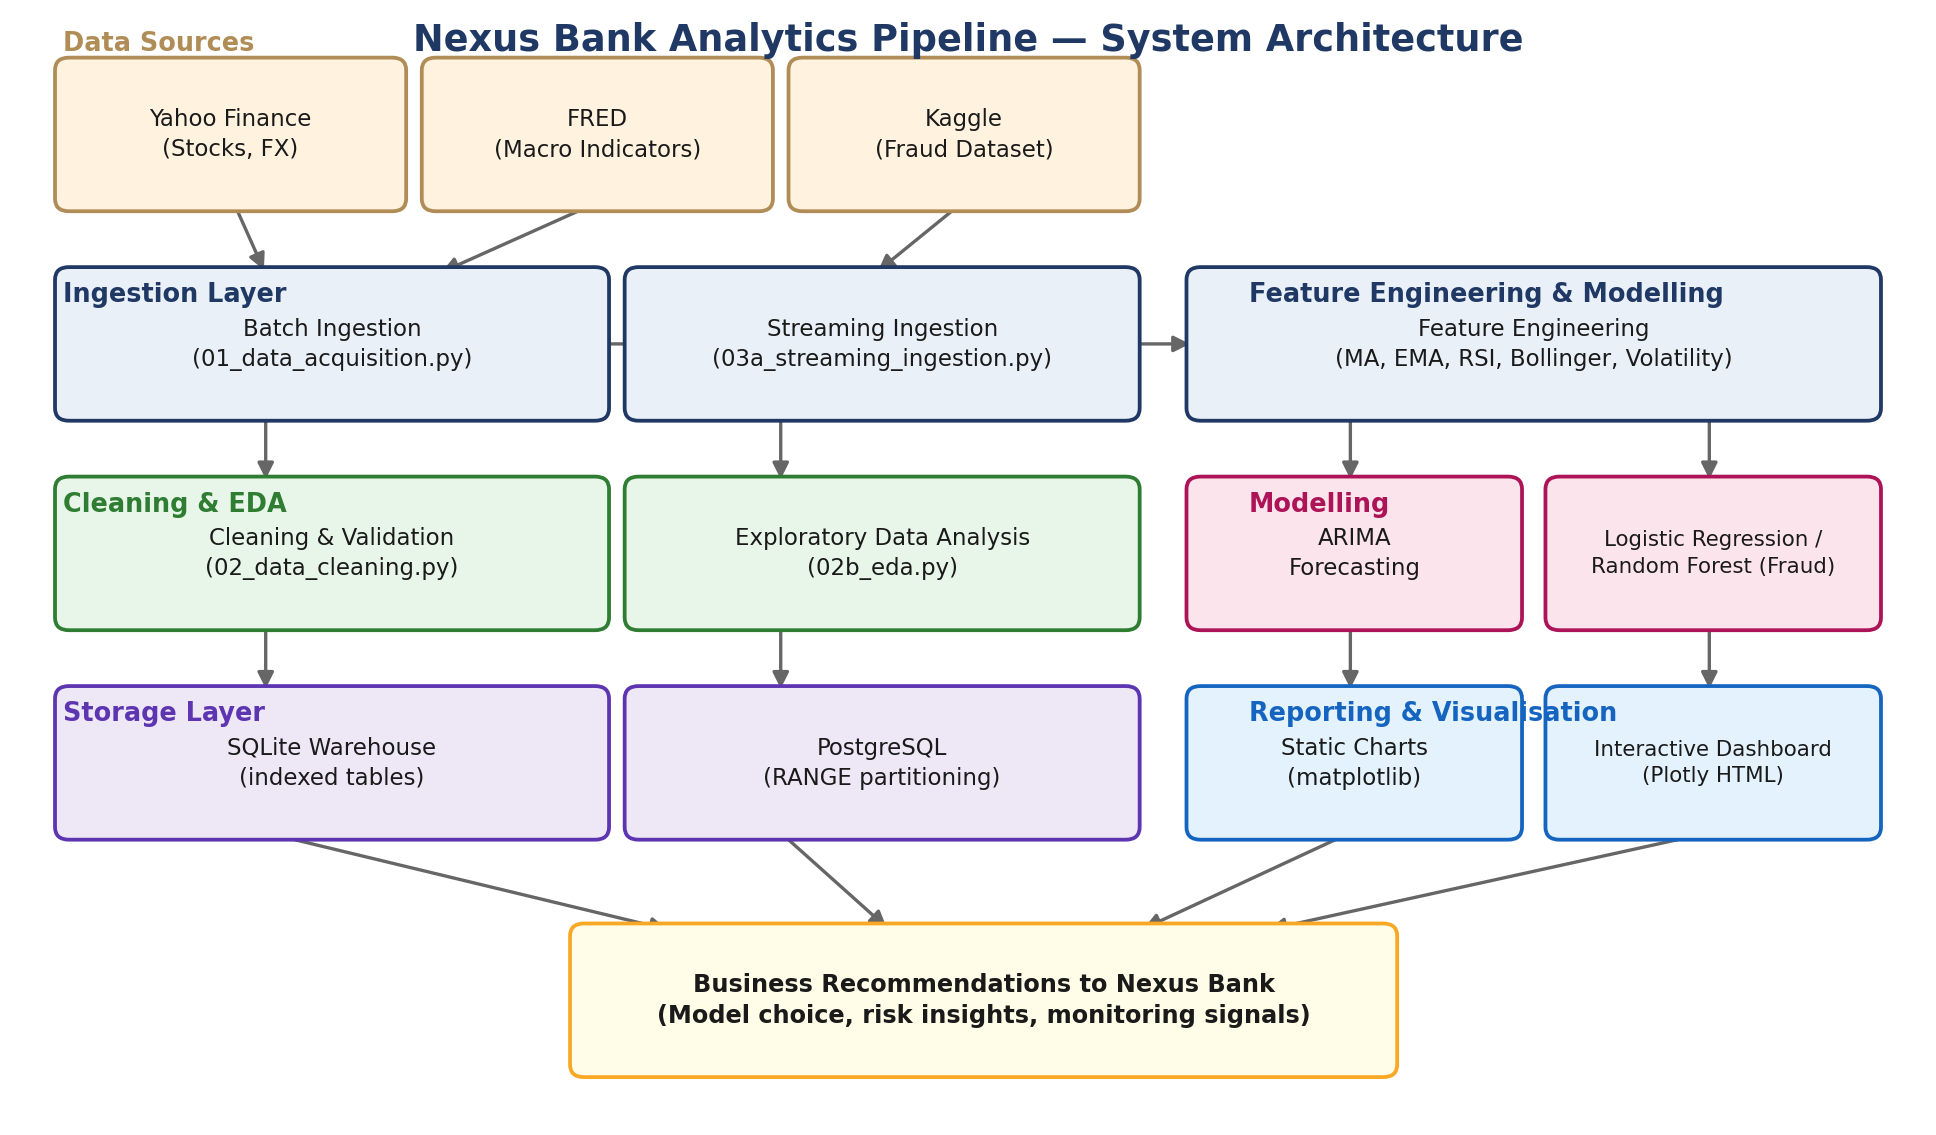 Nexus Bank Analytics Pipeline — System Architecture
Data Sources
Yahoo Finance
(Stocks, FX)
FRED
(Macro Indicators)
Kaggle
(Fraud Dataset)
Ingestion Layer
Batch Ingestion
(01_data_acquisition.py)
Streaming Ingestion
(03a_streaming_ingestion.py)
Feature Engineering & Modelling
Feature Engineering
(MA, EMA, RSI, Bollinger, Volatility)
Cleaning & EDA
Cleaning & Validation
(02_data_cleaning.py)
Exploratory Data Analysis
(02b_eda.py)
Modelling
ARIMA
Forecasting
Logistic Regression /
Random Forest (Fraud)
Storage Layer
SQLite Warehouse
(indexed tables)
PostgreSQL
(RANGE partitioning)
Reporting & Visualisation
Static Charts
(matplotlib)
Interactive Dashboard
(Plotly HTML)
Business Recommendations to Nexus Bank
(Model choice, risk insights, monitoring signals)